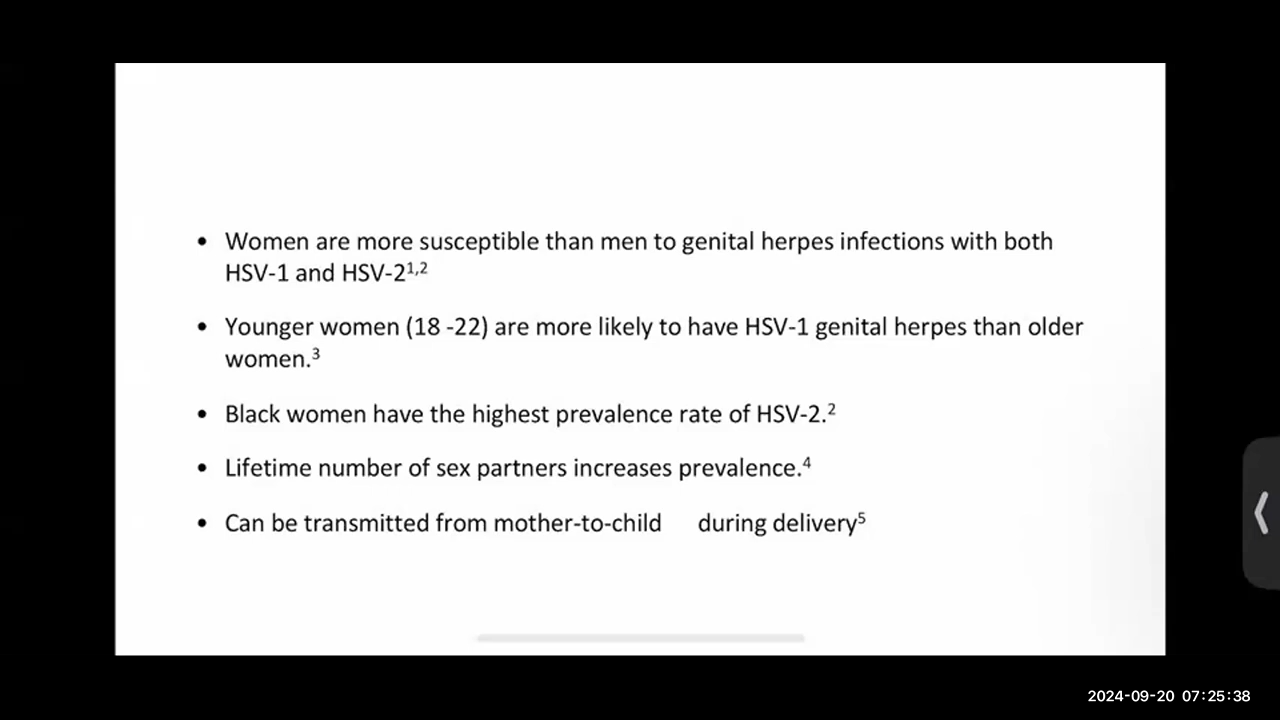 • Women are more susceptible than men to genital herpes infections with both
HSV-1 and HSV-2¹,²
• Younger women (18 -22) are more likely to have HSV-1 genital herpes than older
women.³
• Black women have the highest prevalence rate of HSV-2.²
• Lifetime number of sex partners increases prevalence.⁴
• Can be transmitted from mother-to-child during delivery⁵
2024-09-20 07:25:38